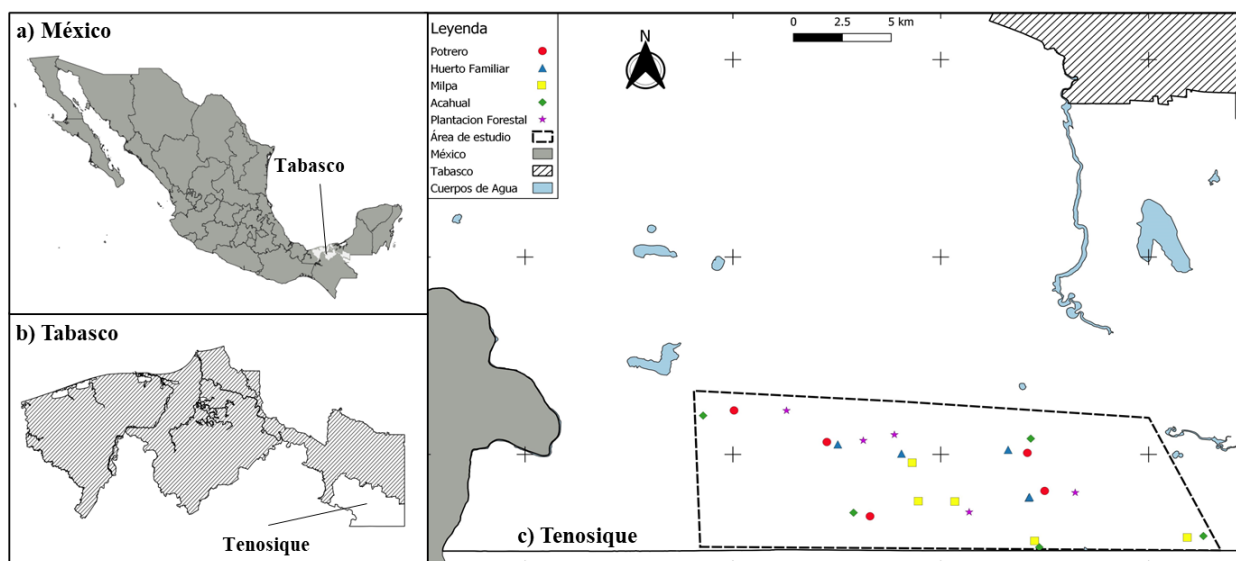 a) México
Tabasco
b) Tabasco
Tenosique
Leyenda
Potrero
Huerto Familiar
Milpa
Acahual
Plantacion Forestal
Área de estudio
México
Tabasco
Cuerpos de Agua
N
0 2.5 5 km
c) Tenosique